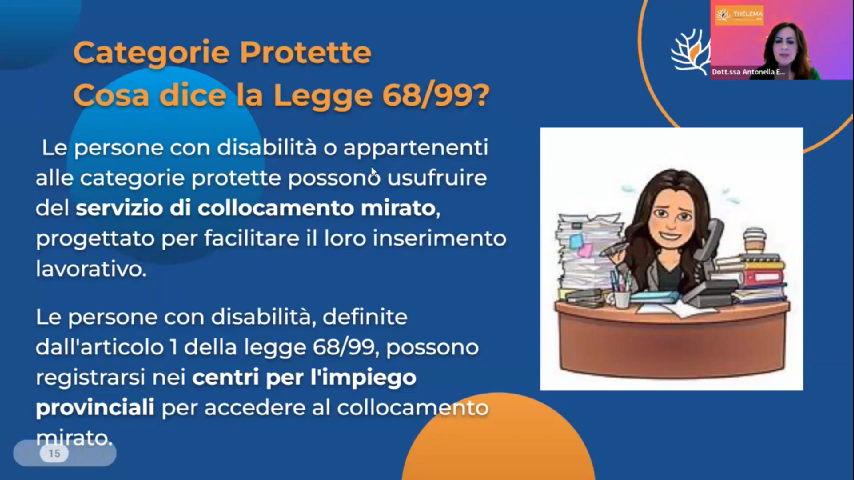 Categorie Protette
Cosa dice la Legge 68/99?
Le persone con disabilità o appartenenti
alle categorie protette possono usufruire
del servizio di collocamento mirato,
progettato per facilitare il loro inserimento
lavorativo.
Le persone con disabilità, definite
dall'articolo 1 della legge 68/99, possono
registrarsi nei centri per l'impiego
provinciali per accedere al collocamento
mirato.
15
THELEMA
Dott.ssa Antonella E...